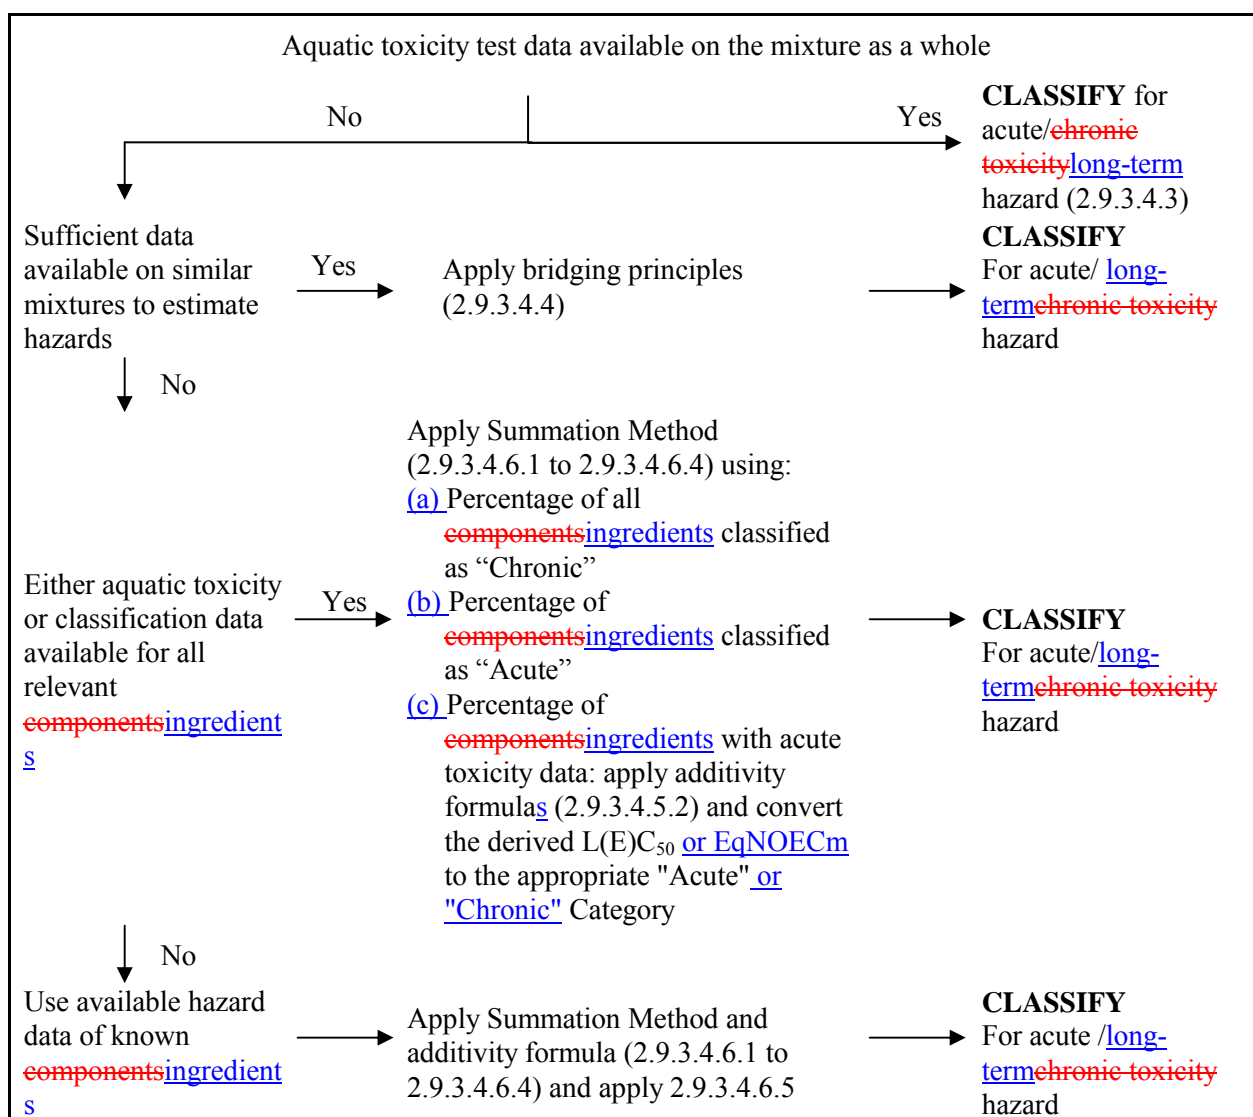 Aquatic toxicity test data available on the mixture as a whole
No
Yes
CLASSIFY for
acute/chronic
toxicitylong-term
hazard (2.9.3.4.3)
Sufficient data
available on similar
mixtures to estimate
hazards
Yes
Apply bridging principles
(2.9.3.4.4)
CLASSIFY
For acute/ long-
termchronic toxicity
hazard
No
Either aquatic toxicity
or classification data
available for all
relevant
componentsingredient
s
Yes
Apply Summation Method
(2.9.3.4.6.1 to 2.9.3.4.6.4) using:
(a) Percentage of all
componentsingredients classified
as “Chronic”
(b) Percentage of
componentsingredients classified
as “Acute”
(c) Percentage of
componentsingredients with acute
toxicity data: apply additivity
formulas (2.9.3.4.5.2) and convert
the derived L(E)C₅₀ or EqNOECm
to the appropriate "Acute" or
"Chronic" Category
CLASSIFY
For acute/long-
termchronic toxicity
hazard
No
Use available hazard
data of known
componentsingredient
s
Apply Summation Method and
additivity formula (2.9.3.4.6.1 to
2.9.3.4.6.4) and apply 2.9.3.4.6.5
CLASSIFY
For acute /long-
termchronic toxicity
hazard